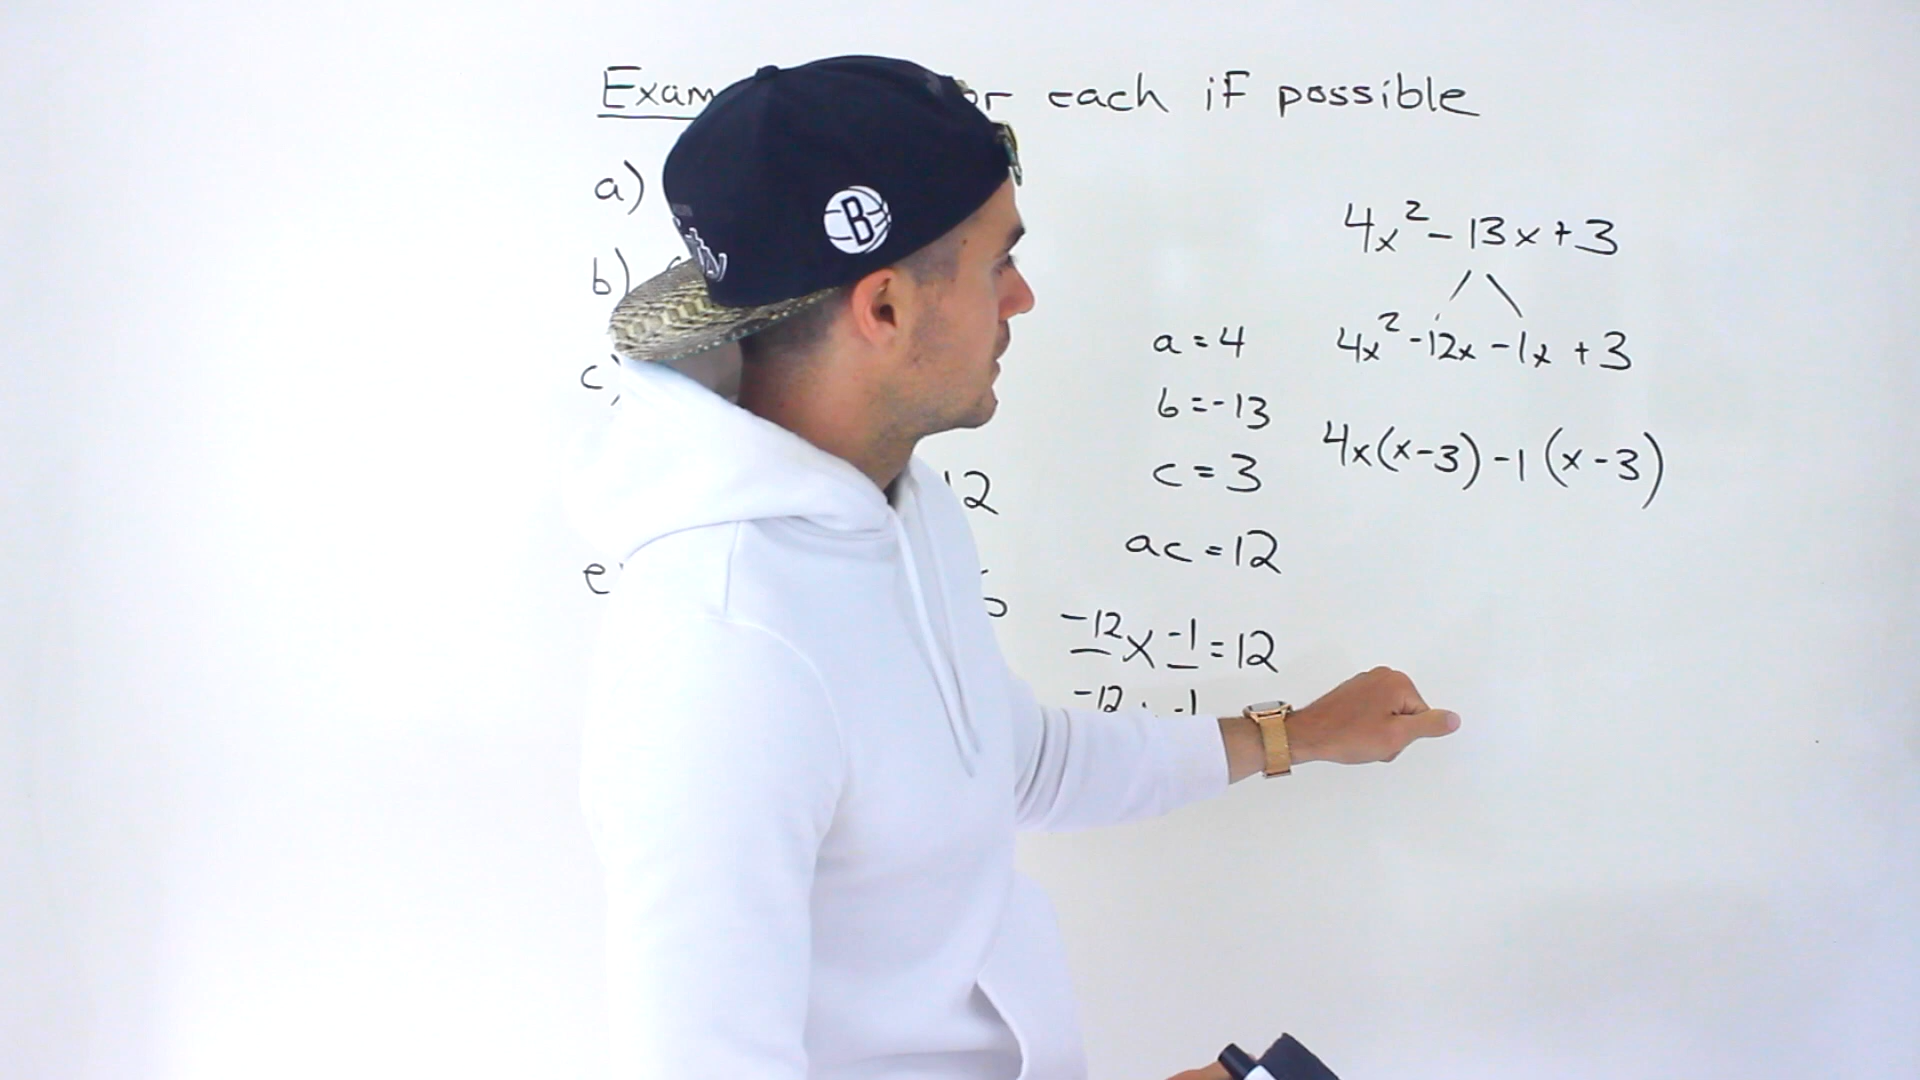 Exam or each if possible
a)
b)
c)
12
e
4x² - 13x + 3
4x² - 12x - 1x + 3
4x(x-3) - 1(x-3)
a = 4
b = -13
c = 3
ac = 12
-12 x -1 = 12
-12 -1
B